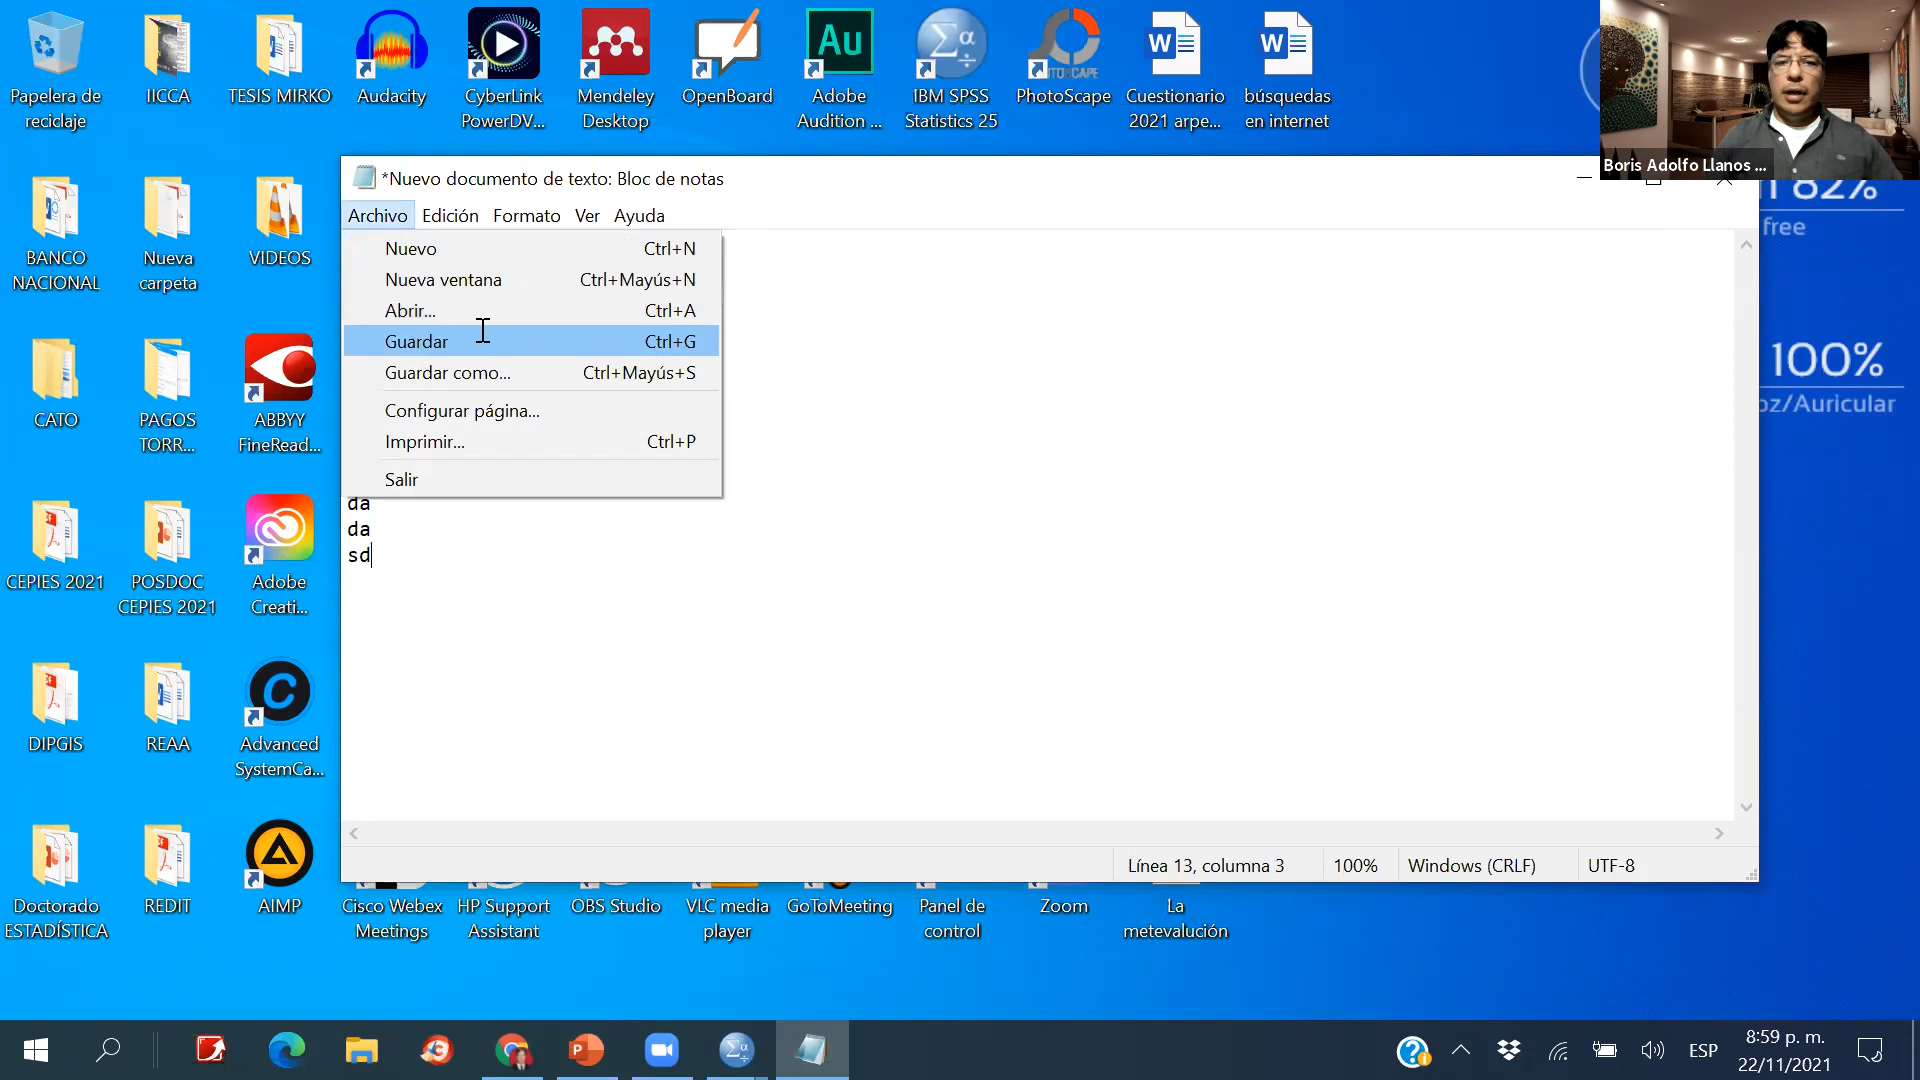 Papelera de
reciclaje
IICCA
TESIS MIRKO
Audacity
CyberLink
PowerDV...
Mendeley
Desktop
OpenBoard
Au
Adobe
Audition ...
Σα
IBM SPSS
Statistics 25
PhotoScape
W
Cuestionario
2021 arpe...
W
búsquedas
en internet
Boris Adolfo Llanos ...
82%
free
100%
oz/Auricular
BANCO
NACIONAL
Nueva
carpeta
VIDEOS
CATO
PAGOS
TORR...
ABBYY
FineRead...
CEPIES 2021
POSDOC
CEPIES 2021
Adobe
Creati...
DIPGIS
REAA
Advanced
SystemCa...
Doctorado
ESTADÍSTICA
REDIT
AIMP
*Nuevo documento de texto: Bloc de notas
Archivo Edición Formato Ver Ayuda
Nuevo Ctrl+N
Nueva ventana Ctrl+Mayús+N
Abrir... Ctrl+A
Guardar Ctrl+G
Guardar como... Ctrl+Mayús+S
Configurar página...
Imprimir... Ctrl+P
Salir
da
da
sd
Línea 13, columna 3 100% Windows (CRLF) UTF-8
Cisco Webex
Meetings
HP Support
Assistant
OBS Studio
VLC media
player
GoToMeeting
Panel de
control
Zoom
La
metevalución
ESP
8:59 p. m.
22/11/2021